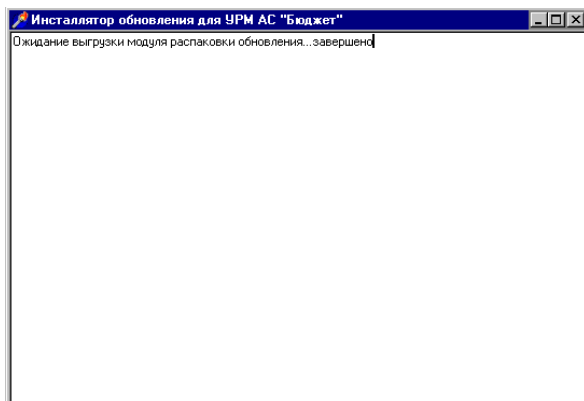 Инсталлятор обновления для УРМ АС "Бюджет"
Ожидание выгрузки модуля распаковки обновления...завершено